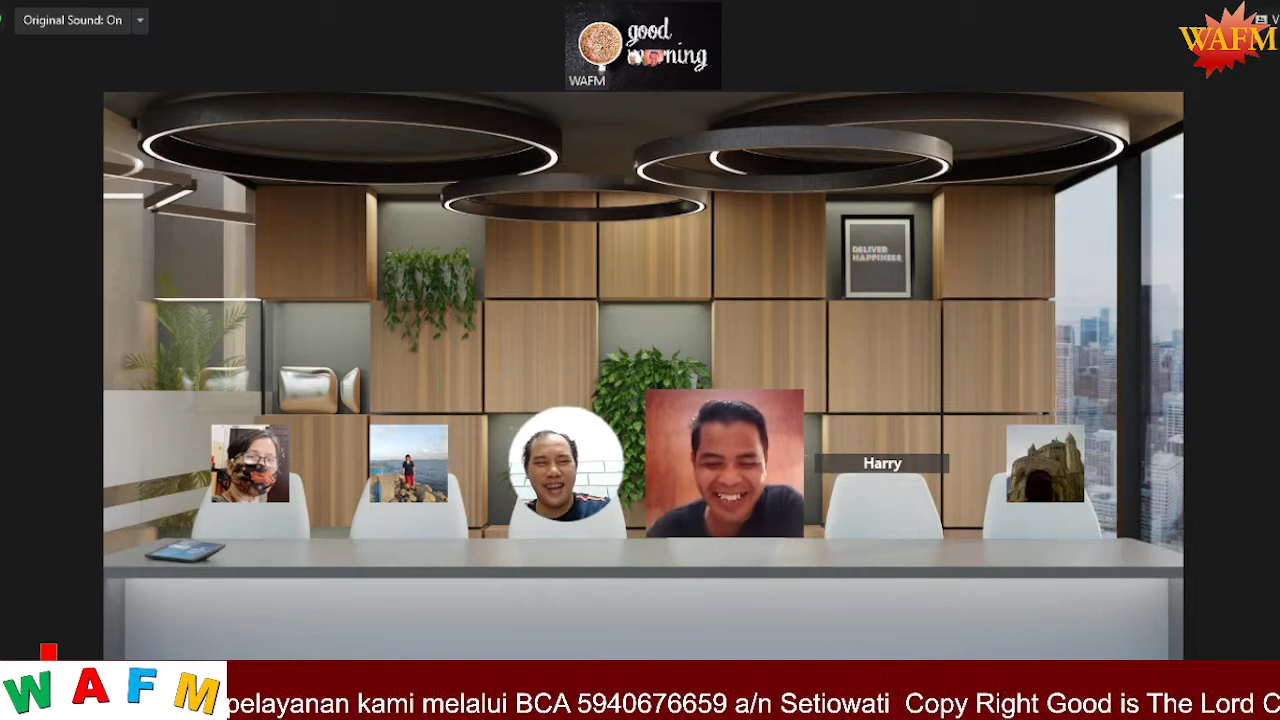 Original Sound: On
good
morning
WAFM
WAFM
DELIVER
HAPPINESS
Harry
WAFM
pelayanan kami melalui BCA 5940676659 a/n Setiowati Copy Right Good is The Lord